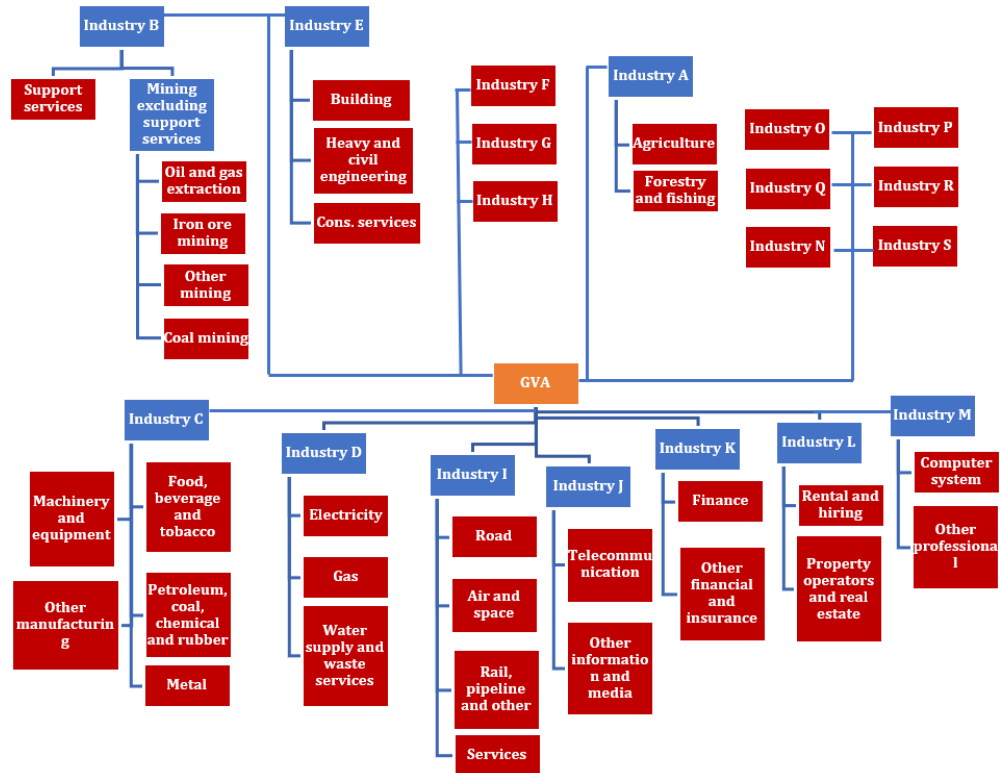 Industry B
Support
services
Mining
excluding
support
services
Oil and gas
extraction
Iron ore
mining
Other
mining
Coal mining
Industry E
Building
Heavy and
civil
engineering
Cons. services
Industry F
Industry G
Industry H
Industry A
Agriculture
Forestry
and fishing
Industry O
Industry P
Industry Q
Industry R
Industry N
Industry S
GVA
Industry C
Machinery
and
equipment
Food,
beverage
and
tobacco
Other
manufacturin
g
Petroleum,
coal,
chemical
and rubber
Metal
Industry
D
Electricity
Gas
Water
supply and
waste
services
Industry
I
Road
Air and
space
Rail,
pipeline
and other
Services
Industry
J
Telecommu
nication
Other
informatio
n and
media
Industry
K
Finance
Other
financial
and
insurance
Industry
L
Rental and
hiring
Property
operators
and real
estate
Industry
M
Computer
system
Other
professiona
l